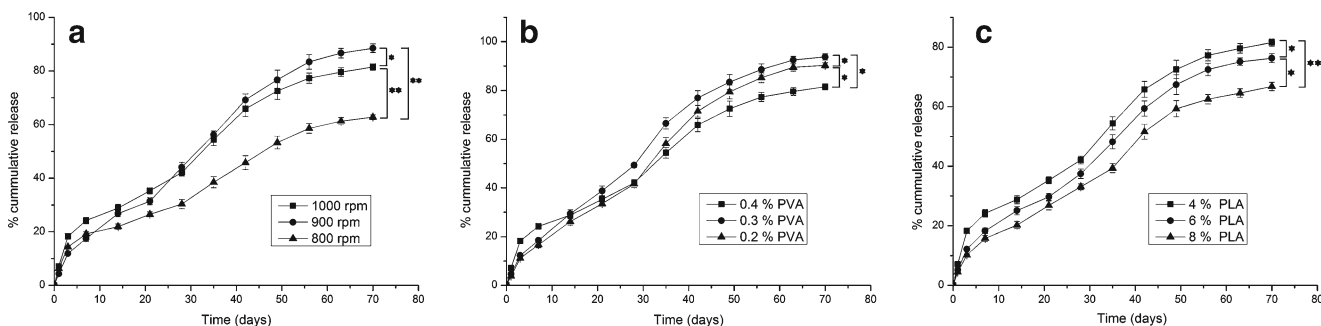 a
% cummulative release
100
80
60
40
20
0
0 10 20 30 40 50 60 70 80
Time (days)
1000 rpm
900 rpm
800 rpm
*
**
**
b
% cummulative release
100
80
60
40
20
0
0 10 20 30 40 50 60 70 80
Time (days)
0.4 % PVA
0.3 % PVA
0.2 % PVA
*
*
*
c
% cummulative release
80
60
40
20
0
0 10 20 30 40 50 60 70 80
Time (days)
4 % PLA
6 % PLA
8 % PLA
*
*
**